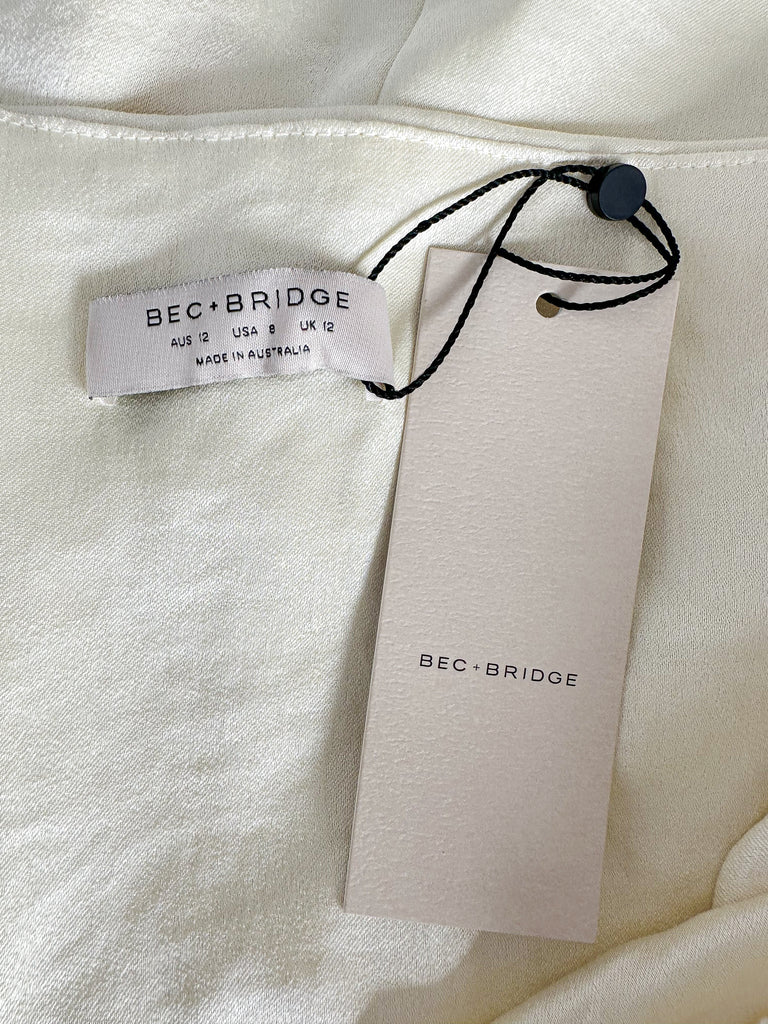 BEC+BRIDGE
AUS 12 USA 8 UK 12
MADE IN AUSTRALIA
BEC+BRIDGE